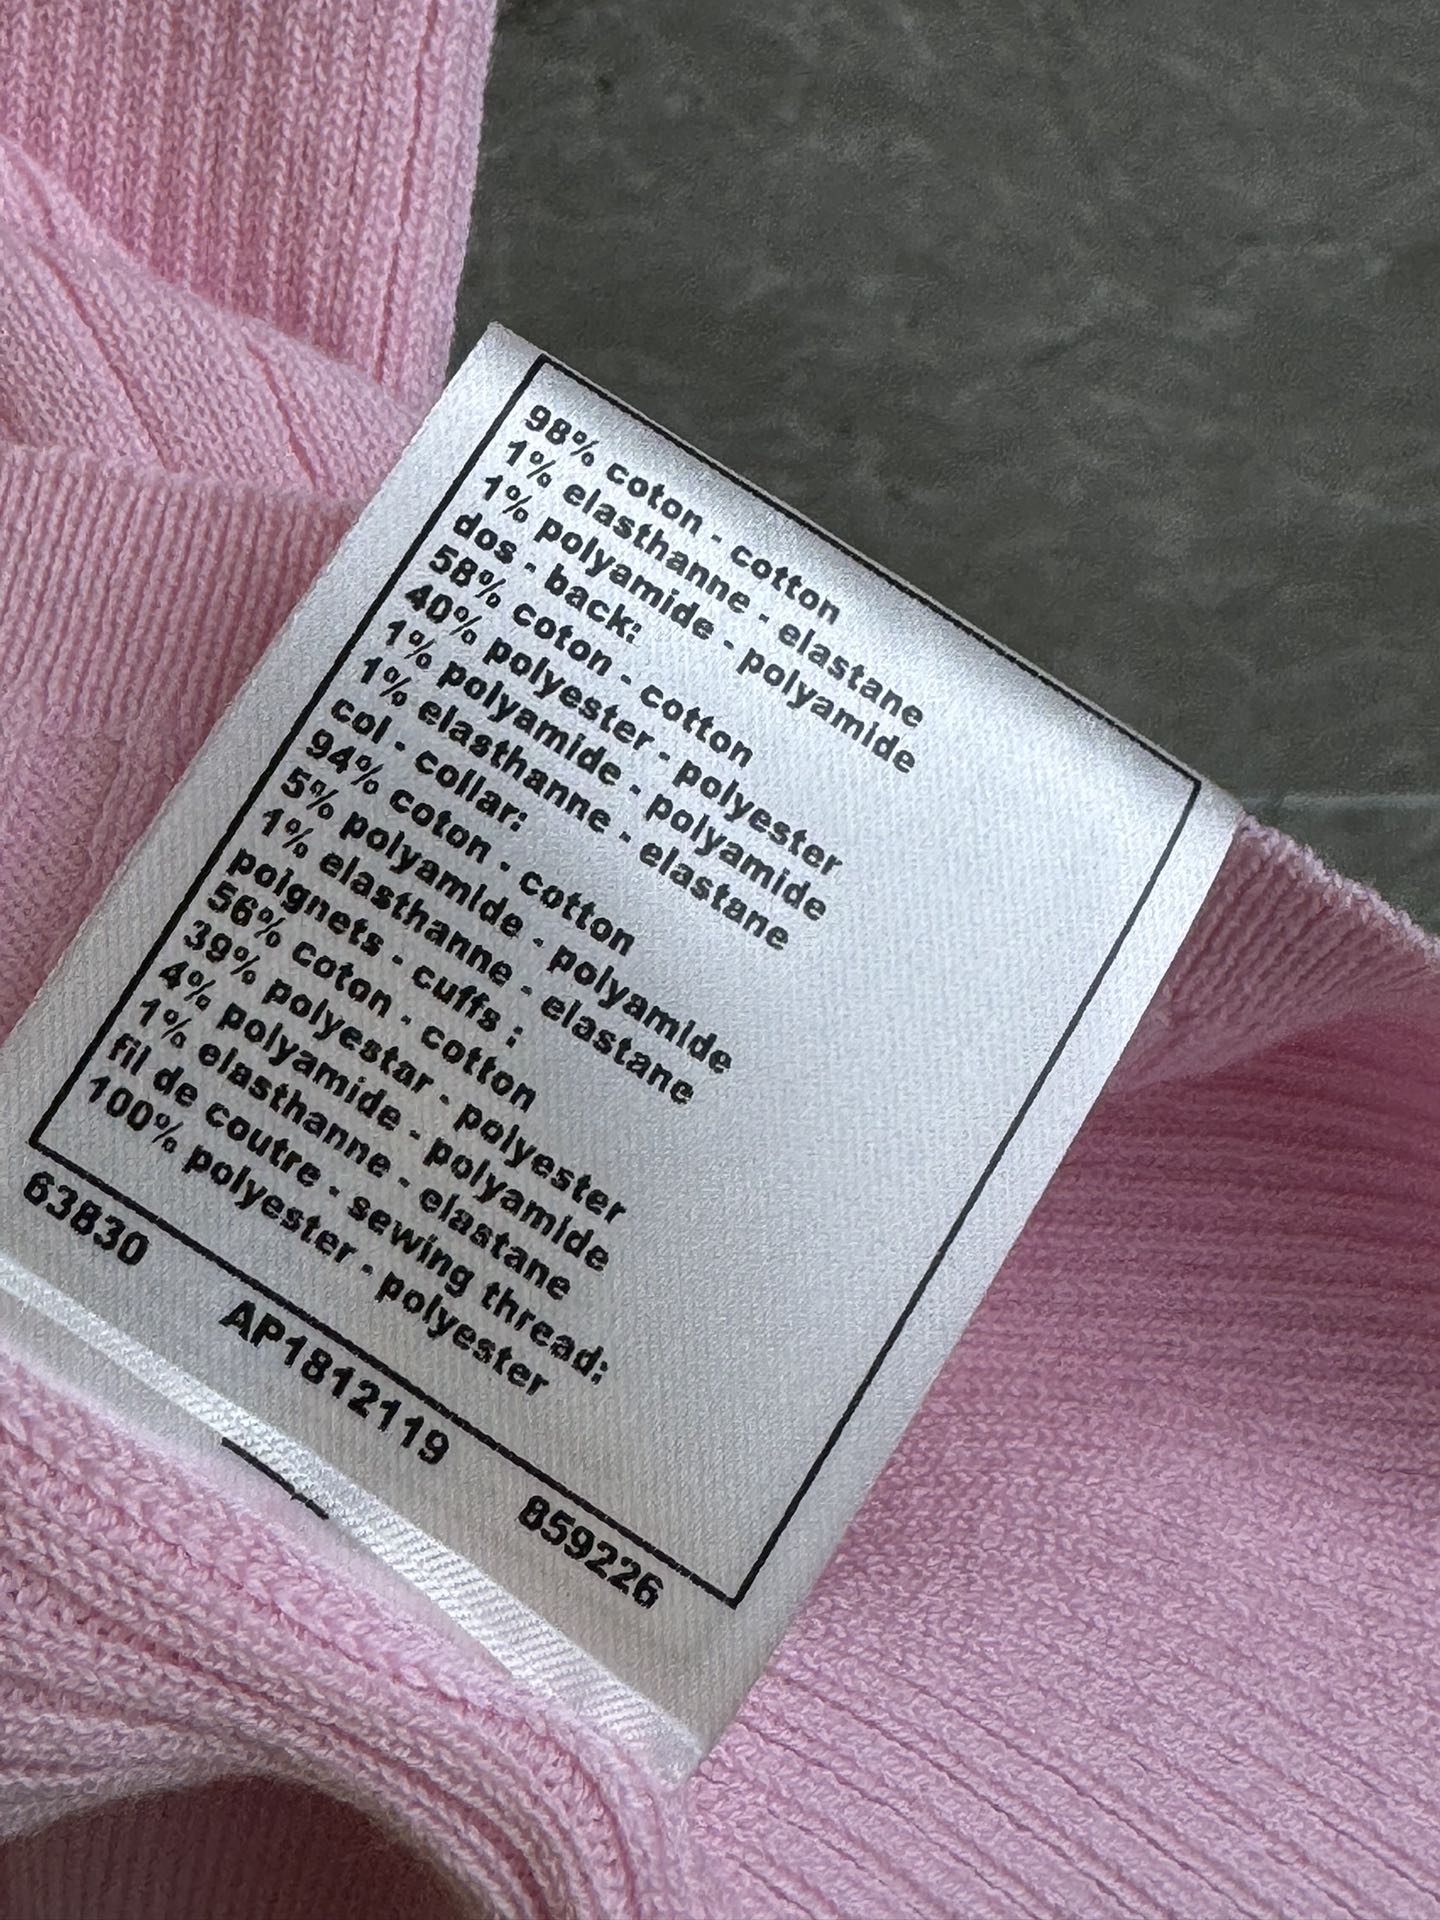 98% coton - cotton
1% elasthanne - elastane
1% polyamide - polyamide
dos - back:
58% coton - cotton
40% polyester - polyester
1% polyamide - polyamide
1% elasthanne - elastane
col - collar:
94% coton - cotton
5% polyamide - polyamide
1% elasthanne - elastane
poignets - cuffs :
56% coton - cotton
39% polyestar - polyester
4% polyamide - polyamide
1% elasthanne - elastane
fil de coutre - sewing thread:
100% polyester - polyester
63830 AP1812119 859226